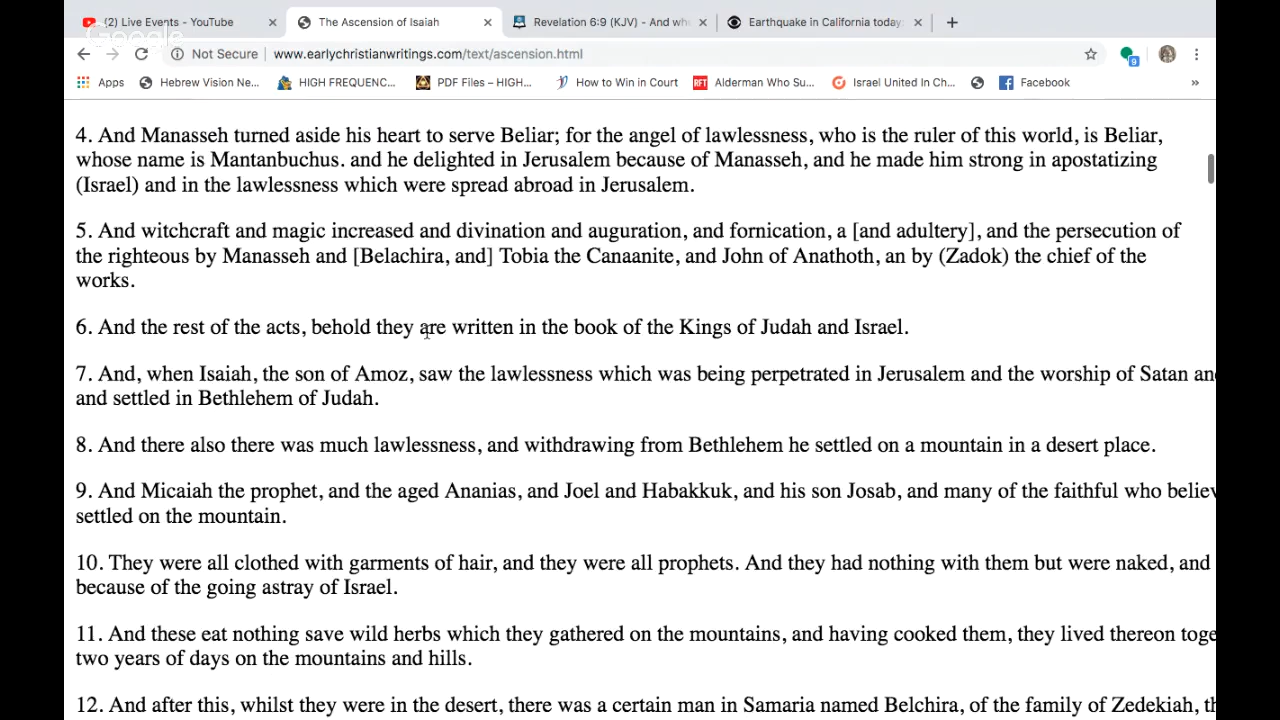 (2) Live Events - YouTube
The Ascension of Isaiah
Revelation 6:9 (KJV) - And wh
Earthquake in California today:
Google
Not Secure | www.earlychristianwritings.com/text/ascension.html
9
Apps
Hebrew Vision Ne...
HIGH FREQUENC...
PDF Files – HIGH...
How to Win in Court
RFT
Alderman Who Su...
Israel United In Ch...
Facebook
»
4. And Manasseh turned aside his heart to serve Beliar; for the angel of lawlessness, who is the ruler of this world, is Beliar,
whose name is Mantanbuchus. and he delighted in Jerusalem because of Manasseh, and he made him strong in apostatizing
(Israel) and in the lawlessness which were spread abroad in Jerusalem.
5. And witchcraft and magic increased and divination and auguration, and fornication, a [and adultery], and the persecution of
the righteous by Manasseh and [Belachira, and] Tobia the Canaanite, and John of Anathoth, an by (Zadok) the chief of the
works.
6. And the rest of the acts, behold they are written in the book of the Kings of Judah and Israel.
7. And, when Isaiah, the son of Amoz, saw the lawlessness which was being perpetrated in Jerusalem and the worship of Satan an
and settled in Bethlehem of Judah.
8. And there also there was much lawlessness, and withdrawing from Bethlehem he settled on a mountain in a desert place.
9. And Micaiah the prophet, and the aged Ananias, and Joel and Habakkuk, and his son Josab, and many of the faithful who believ
settled on the mountain.
10. They were all clothed with garments of hair, and they were all prophets. And they had nothing with them but were naked, and
because of the going astray of Israel.
11. And these eat nothing save wild herbs which they gathered on the mountains, and having cooked them, they lived thereon toge
two years of days on the mountains and hills.
12. And after this, whilst they were in the desert, there was a certain man in Samaria named Belchira, of the family of Zedekiah, th